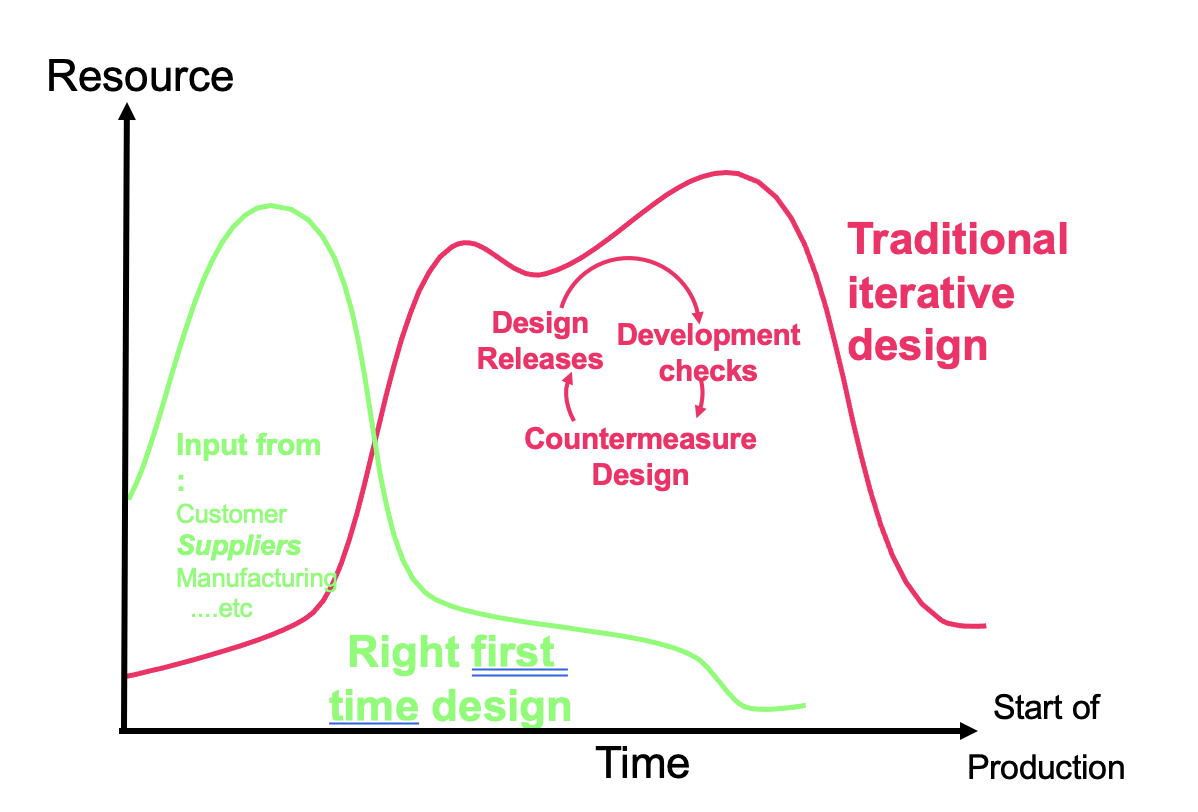 Resource
Traditional
iterative
design
Design
Releases
Development
checks
Countermeasure
Design
Input from
:
Customer
Suppliers
Manufacturing
....etc
Right first
time design
Time
Start of
Production